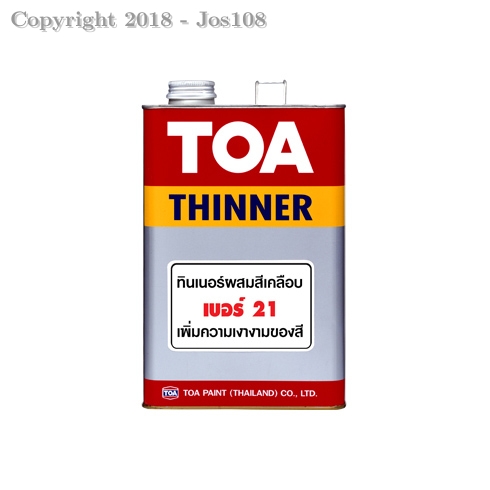 Copyright 2018 - Jos108
TOA
THINNER
ทินเนอร์ผสมสีเคลือบ
เบอร์ 21
เพิ่มความเงางามของสี
TOA TOA PAINT (THAILAND) CO., LTD.